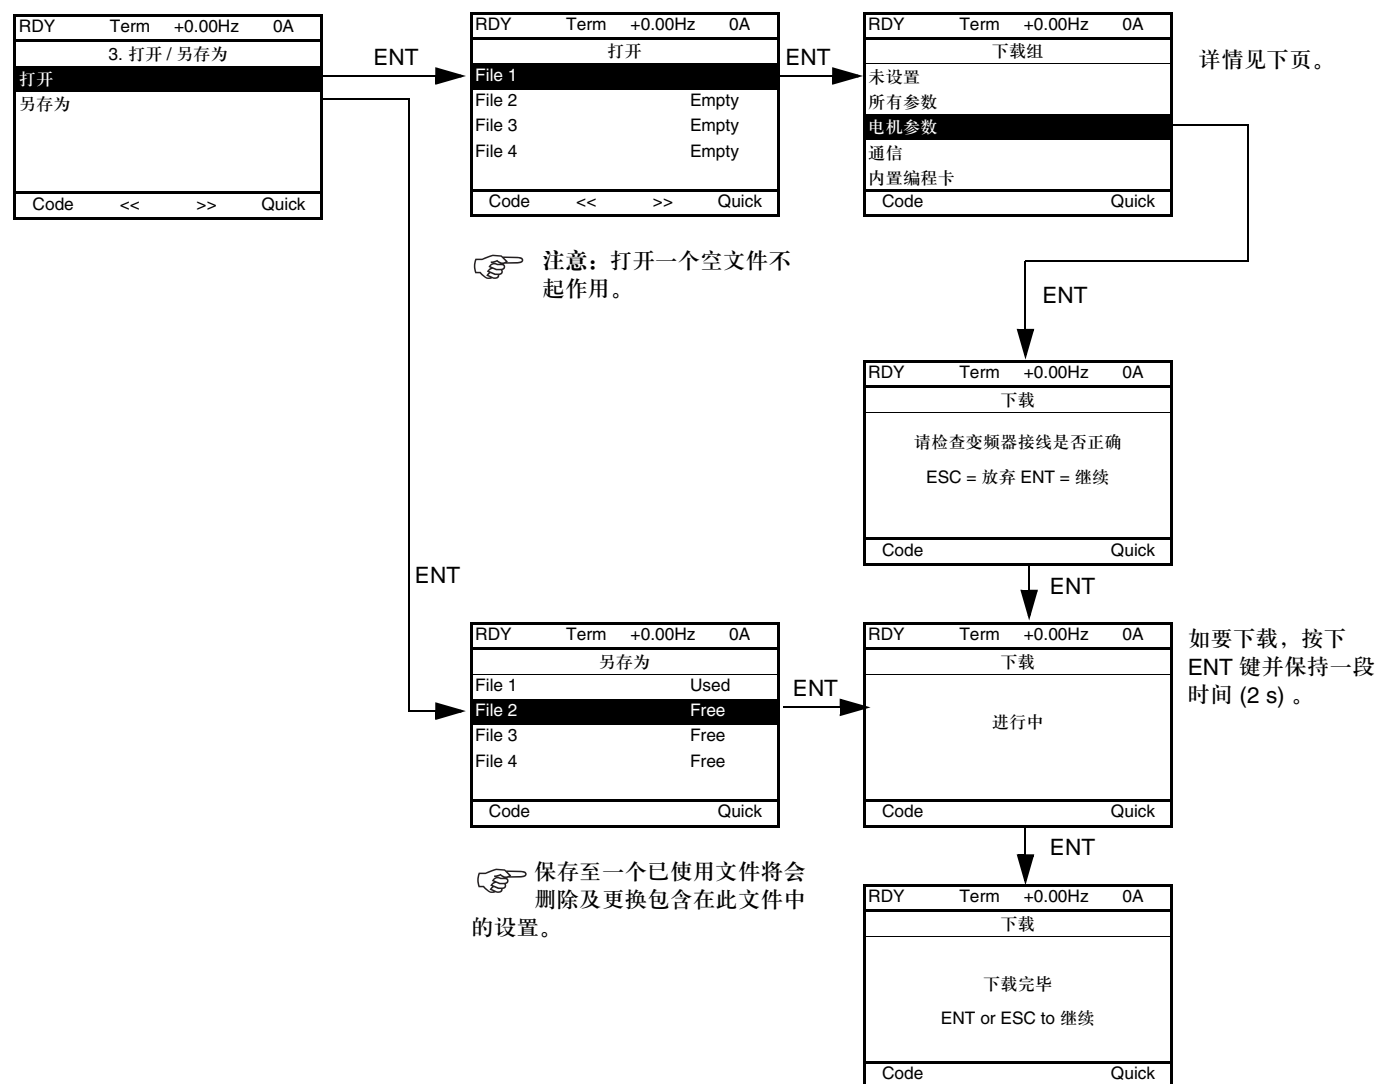 RDY Term +0.00Hz 0A
3. 打开 / 另存为
打开
另存为
Code << >> Quick
ENT
RDY Term +0.00Hz 0A
打开
File 1
File 2 Empty
File 3 Empty
File 4 Empty
Code << >> Quick
注意：打开一个空文件不
起作用。
ENT
RDY Term +0.00Hz 0A
下载组
未设置
所有参数
电机参数
通信
内置编程卡
Code Quick
详情见下页。
ENT
RDY Term +0.00Hz 0A
下载
请检查变频器接线是否正确
ESC = 放弃 ENT = 继续
Code Quick
ENT
ENT
RDY Term +0.00Hz 0A
另存为
File 1 Used
File 2 Free
File 3 Free
File 4 Free
Code Quick
保存至一个已使用文件将会
删除及更换包含在此文件中
的设置。
ENT
RDY Term +0.00Hz 0A
下载
进行中
Code Quick
如要下载，按下
ENT 键并保持一段
时间 (2 s) 。
ENT
RDY Term +0.00Hz 0A
下载
下载完毕
ENT or ESC to 继续
Code Quick